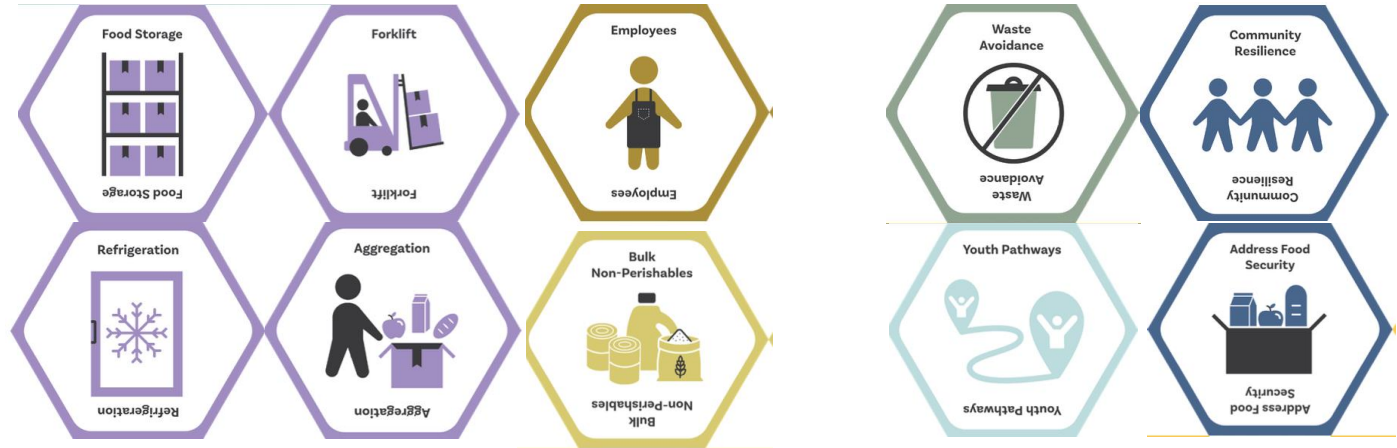 Food Storage
Food Storage
Forklift
Forklift
Employees
Employees
Waste
Avoidance
Waste
Avoidance
Community
Resilience
Community
Resilience
Refrigeration
Refrigeration
Aggregation
Aggregation
Bulk
Non-Perishables
Bulk
Non-Perishables
Youth Pathways
Youth Pathways
Address Food
Security
Address Food
Security